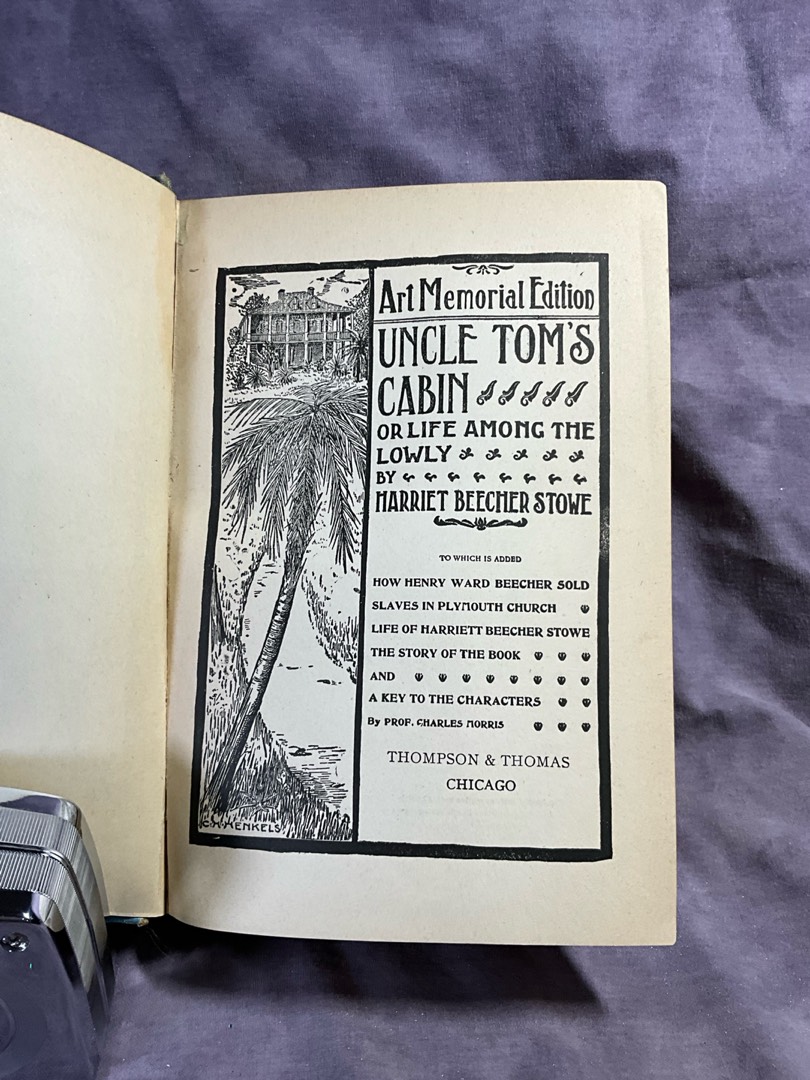 Art Memorial Edition
UNCLE TOM'S
CABIN
OR LIFE AMONG THE
LOWLY
BY
HARRIET BEECHER STOWE
TO WHICH IS ADDED
HOW HENRY WARD BEECHER SOLD
SLAVES IN PLYMOUTH CHURCH
LIFE OF HARRIETT BEECHER STOWE
THE STORY OF THE BOOK
AND
A KEY TO THE CHARACTERS
By PROF. CHARLES MORRIS
THOMPSON & THOMAS
CHICAGO
C.H.HENKELS